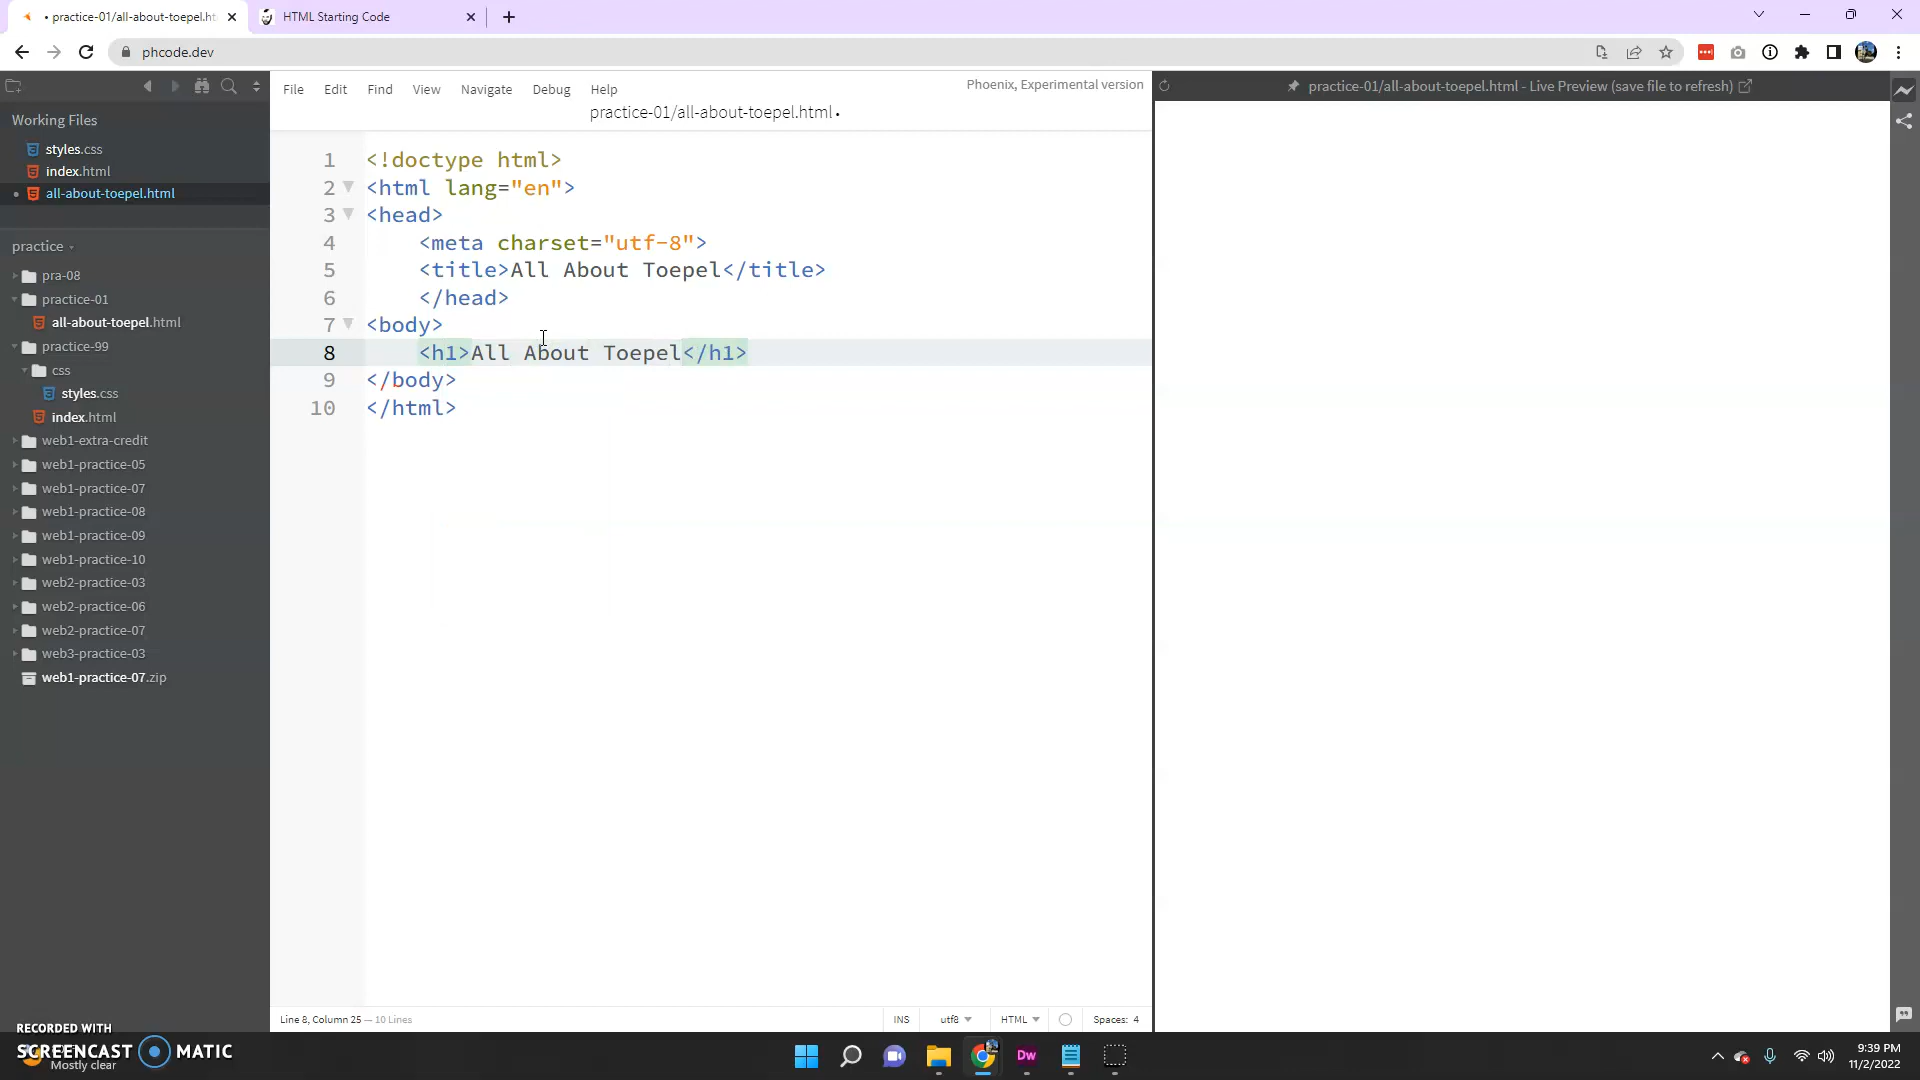 • practice-01/all-about-toepel.ht
HTML Starting Code
phcode.dev
Working Files
styles.css
index.html
• all-about-toepel.html
practice
pra-08
practice-01
all-about-toepel.html
practice-99
css
styles.css
index.html
web1-extra-credit
web1-practice-05
web1-practice-07
web1-practice-08
web1-practice-09
web1-practice-10
web2-practice-03
web2-practice-06
web2-practice-07
web3-practice-03
web1-practice-07.zip
File Edit Find View Navigate Debug Help
Phoenix, Experimental version
practice-01/all-about-toepel.html •
1 <!doctype html>
2 <html lang="en">
3 <head>
4 <meta charset="utf-8">
5 <title>All About Toepel</title>
6 </head>
7 <body>
8 <h1>All About Toepel</h1>
9 </body>
10 </html>
Line 8, Column 25 — 10 Lines
INS utf8 HTML Spaces: 4
practice-01/all-about-toepel.html - Live Preview (save file to refresh)
RECORDED WITH
SCREENCAST MATIC
Mostly clear
Dw
9:39 PM
11/2/2022